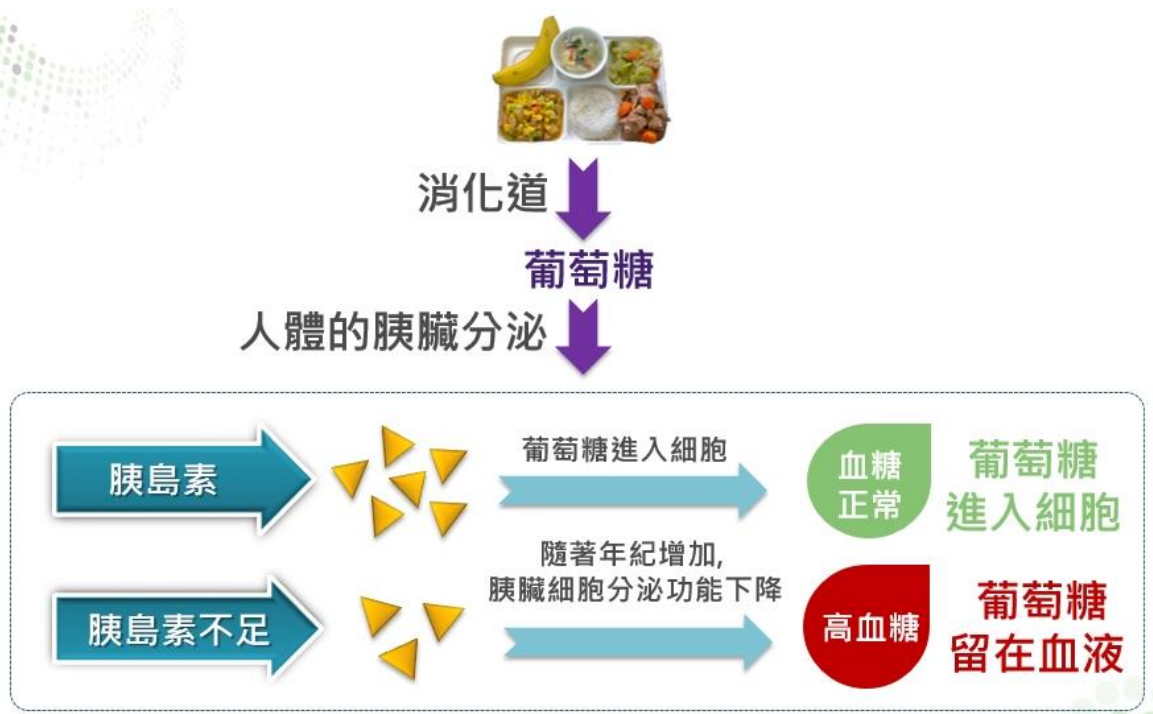 消化道
葡萄糖
人體的胰臟分泌
胰島素
葡萄糖進入細胞
血糖
正常
葡萄糖
進入細胞
胰島素不足
隨著年紀增加,
胰臟細胞分泌功能下降
高血糖
葡萄糖
留在血液